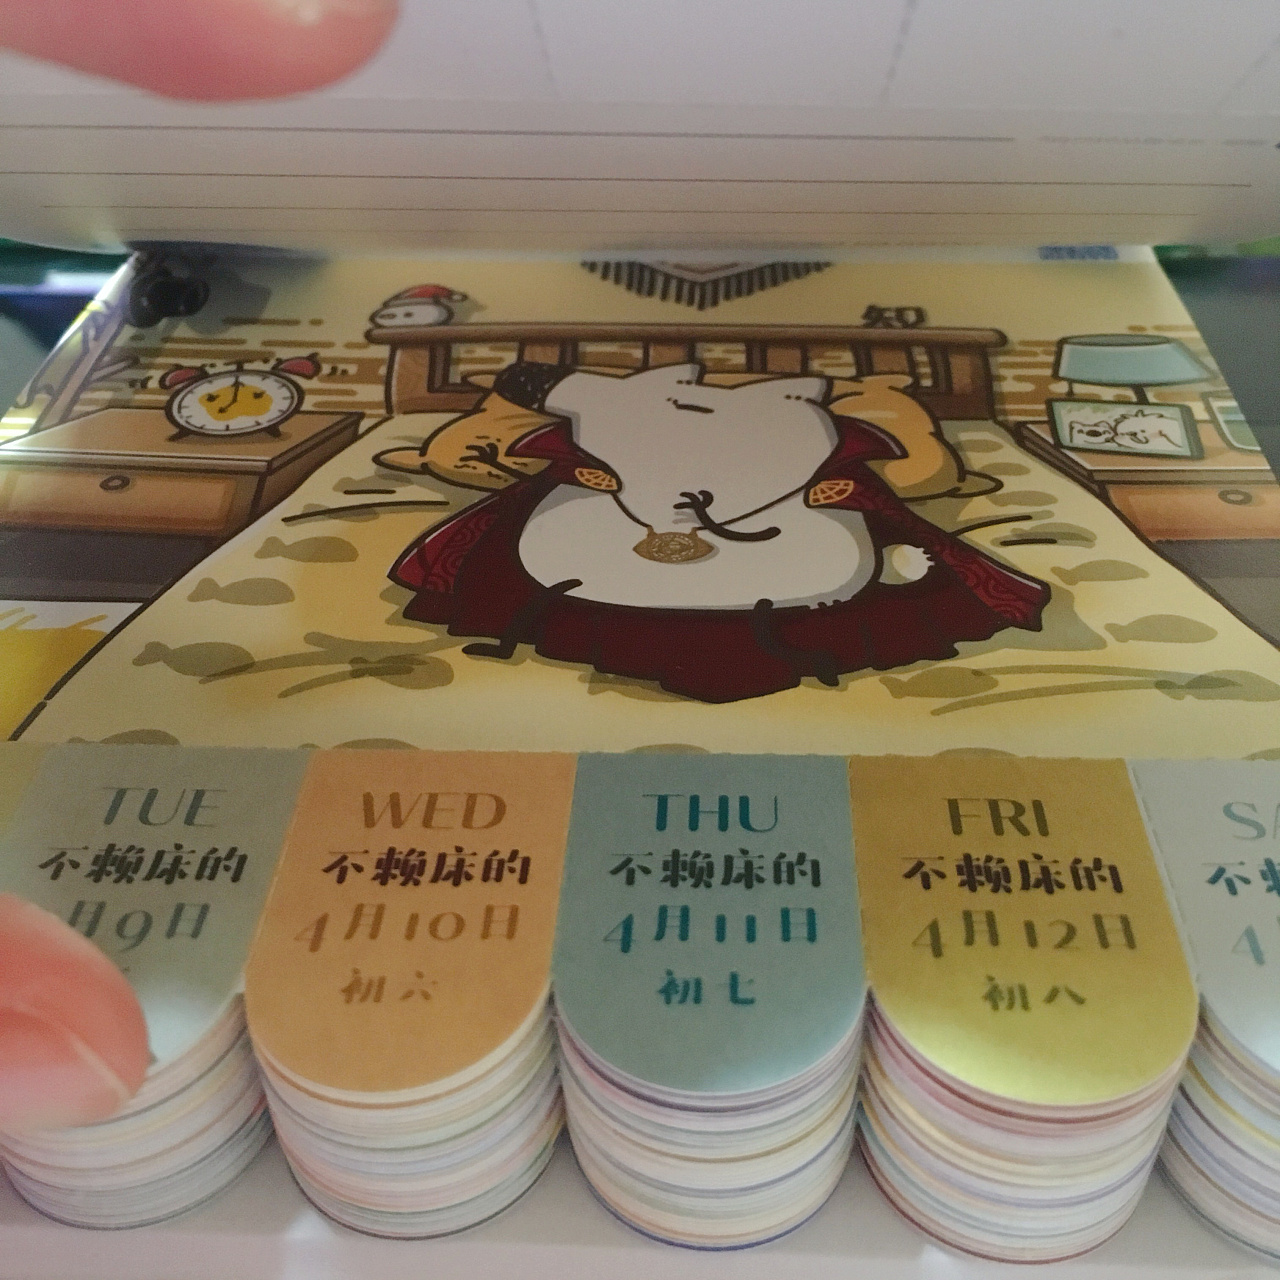 知
TUE
不赖床的
月9日
WED
不赖床的
4月10日
初六
THU
不赖床的
4月11日
初七
FRI
不赖床的
4月12日
初八